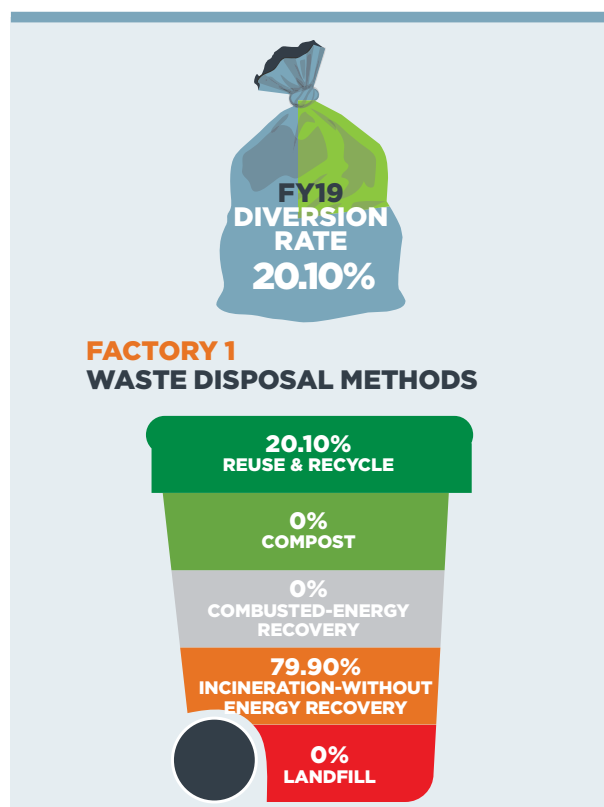 FY19
DIVERSION
RATE
20.10%
FACTORY 1
WASTE DISPOSAL METHODS
20.10%
REUSE & RECYCLE
0%
COMPOST
0%
COMBUSTED-ENERGY
RECOVERY
79.90%
INCINERATION-WITHOUT
ENERGY RECOVERY
0%
LANDFILL